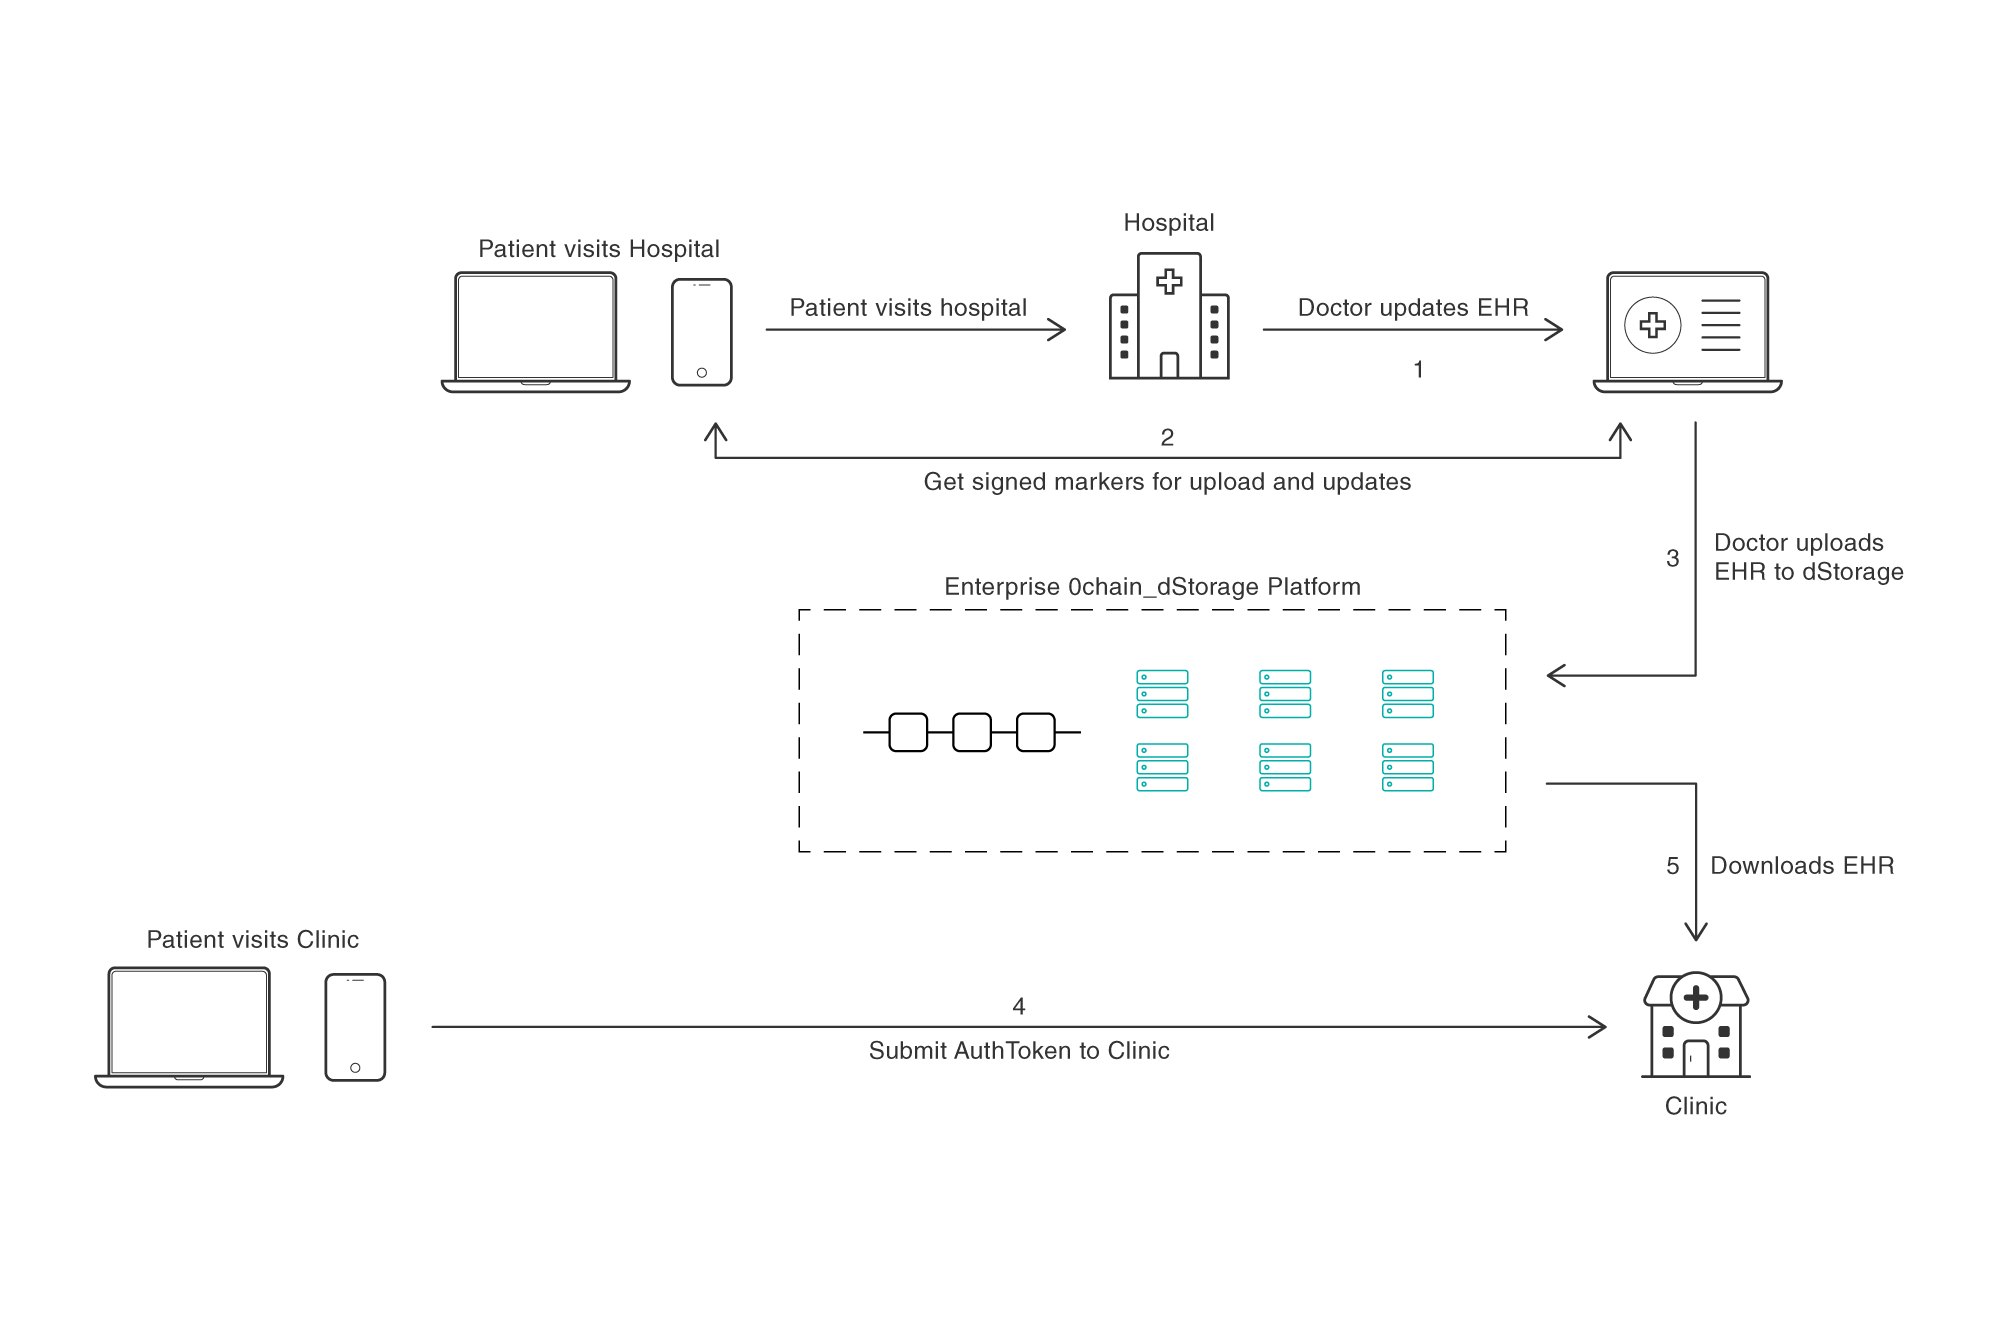 Hospital
Patient visits Hospital
Patient visits hospital
Doctor updates EHR
1
2
Get signed markers for upload and updates
3
Doctor uploads
EHR to dStorage
Enterprise 0chain_dStorage Platform
5
Downloads EHR
Patient visits Clinic
4
Submit AuthToken to Clinic
Clinic